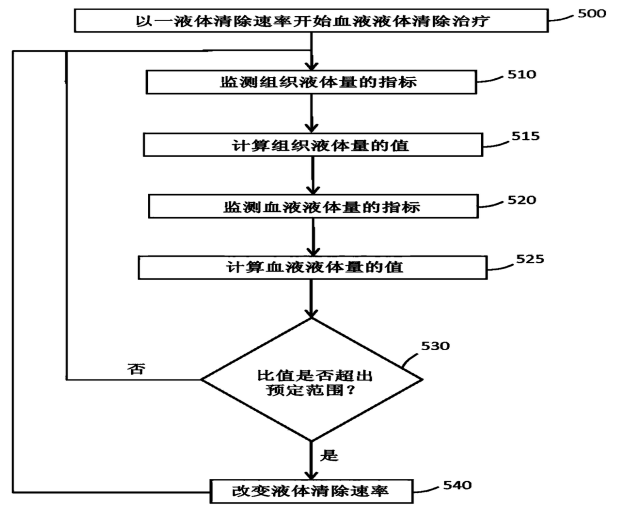 以一液体清除速率开始血液液体清除治疗
500
监测组织液体量的指标
510
计算组织液体量的值
515
监测血液液体量的指标
520
计算血液液体量的值
525
530
比值是否超出
预定范围？
否
是
改变液体清除速率
540